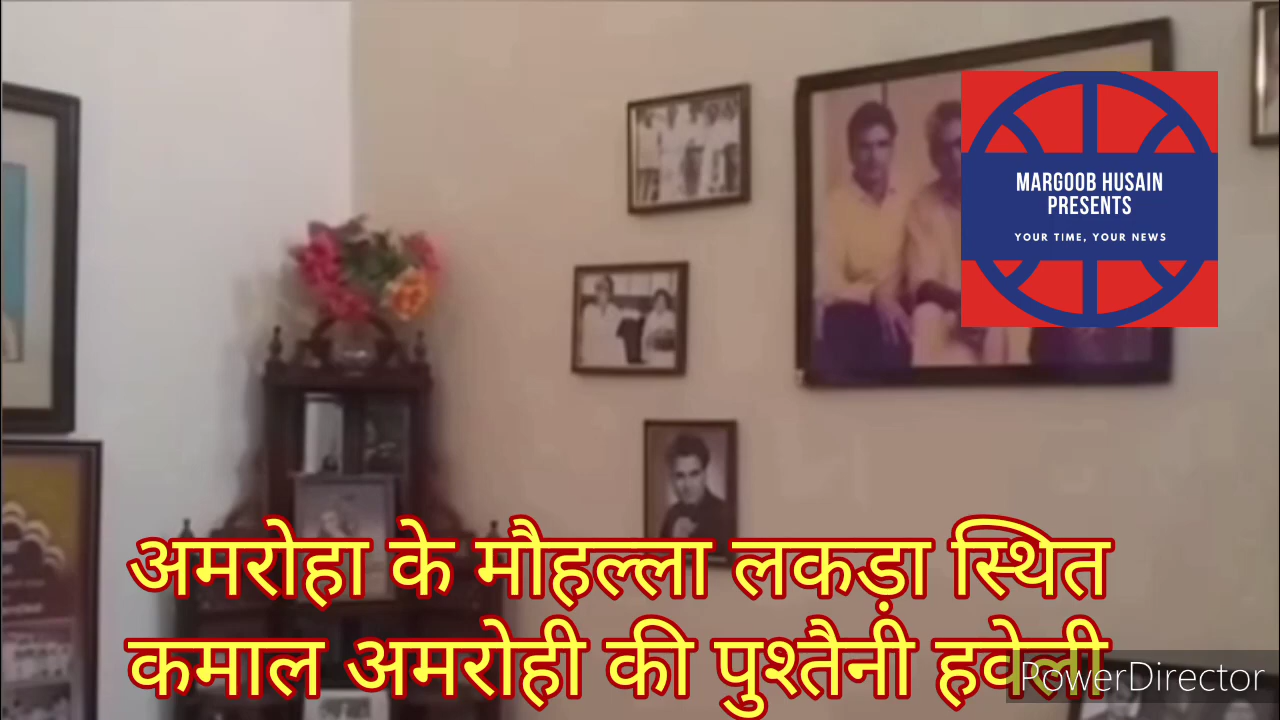 MARGOOB HUSAIN
PRESENTS
YOUR TIME, YOUR NEWS
अमरोहा के मौहल्ला लकड़ा स्थित
कमाल अमरोही की पुश्तैनी हवेली
PowerDirector